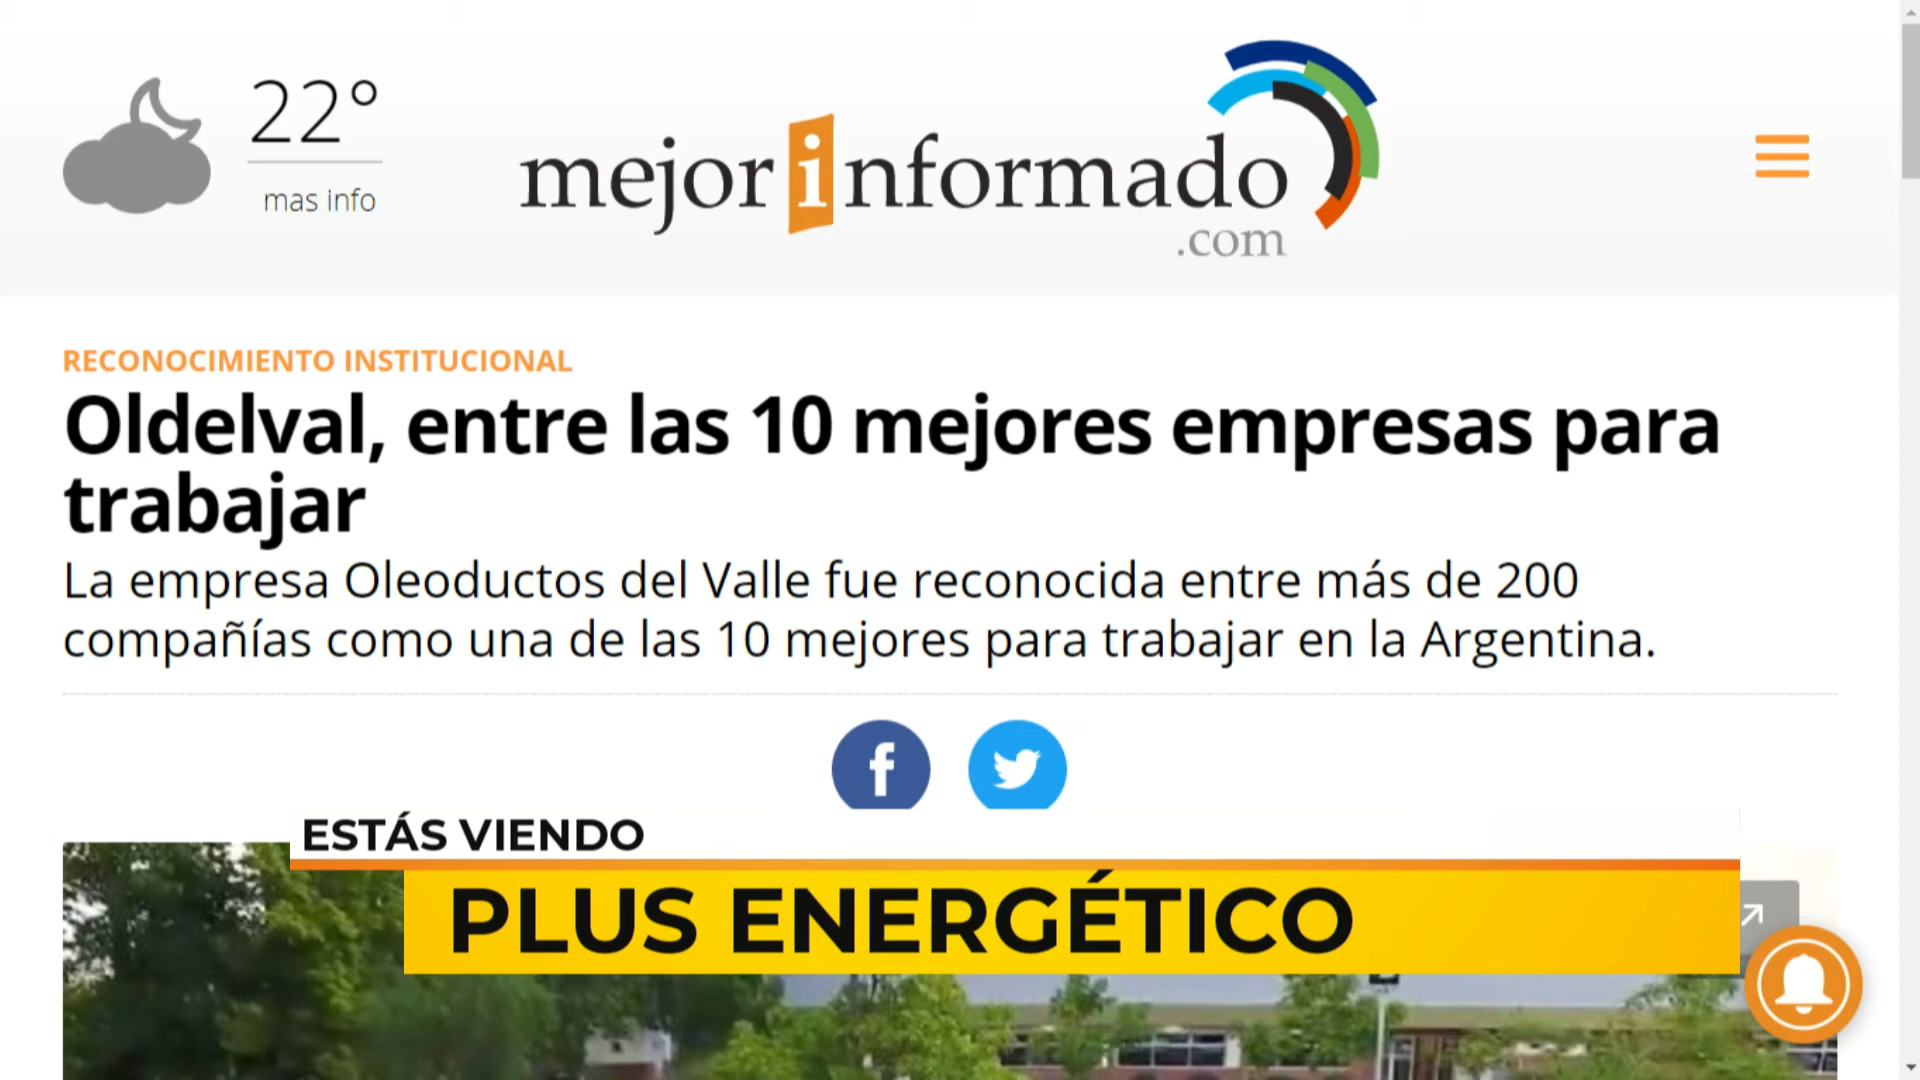 22°
mas info
mejorinformado
.com
RECONOCIMIENTO INSTITUCIONAL
Oldelval, entre las 10 mejores empresas para
trabajar
La empresa Oleoductos del Valle fue reconocida entre más de 200
compañías como una de las 10 mejores para trabajar en la Argentina.
ESTÁS VIENDO
PLUS ENERGÉTICO